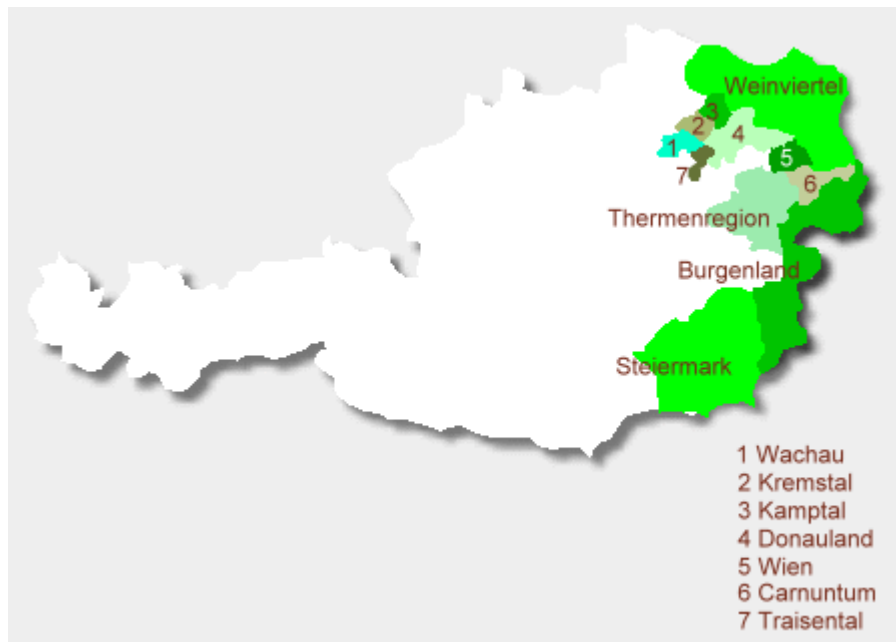 Weinviertel
3
2
4
1
5
7
6
Thermenregion
Burgenland
Steiermark
1 Wachau
2 Kremstal
3 Kamptal
4 Donauland
5 Wien
6 Carnuntum
7 Traisental